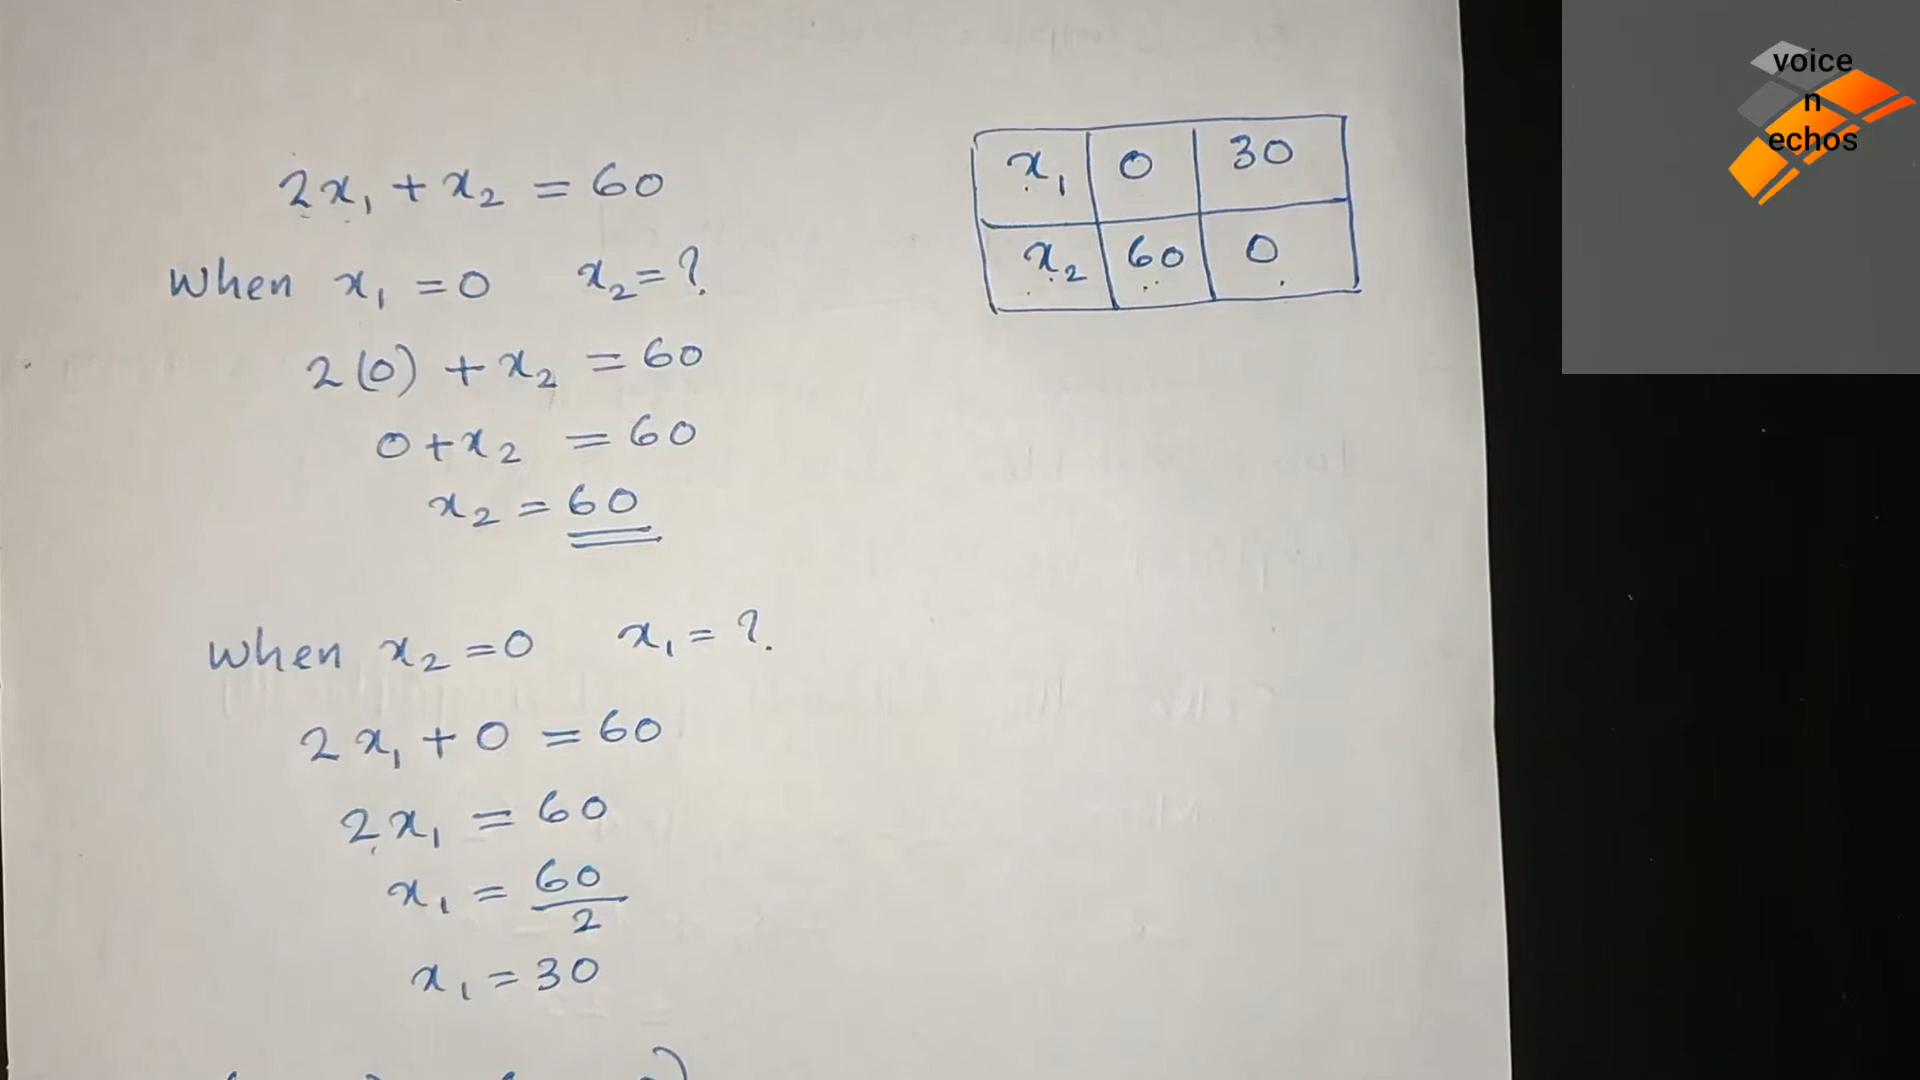 2x₁ + x₂ = 60
When x₁ = 0 x₂ = ?
2(0) + x₂ = 60
0 + x₂ = 60
x₂ = 60
When x₂ = 0 x₁ = ?
2x₁ + 0 = 60
2x₁ = 60
x₁ = 60/2
x₁ = 30
x₁ 0 30
x₂ 60 0
voice
n
echos